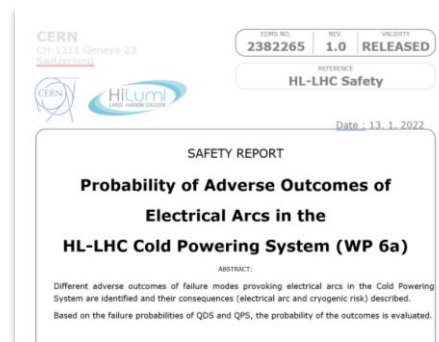 CERN
CH-1211 Geneva 23
Switzerland
EDMS NO.
REV.
VALIDITY
2382265
1.0
RELEASED
REFERENCE
HL-LHC Safety
CERN
HiLumi
LARGE HADRON COLLIDER
Date : 13. 1. 2022
SAFETY REPORT
Probability of Adverse Outcomes of
Electrical Arcs in the
HL-LHC Cold Powering System (WP 6a)
ABSTRACT:
Different adverse outcomes of failure modes provoking electrical arcs in the Cold Powering
System are identified and their consequences (electrical arc and cryogenic risk) described.
Based on the failure probabilities of QDS and QPS, the probability of the outcomes is evaluated.